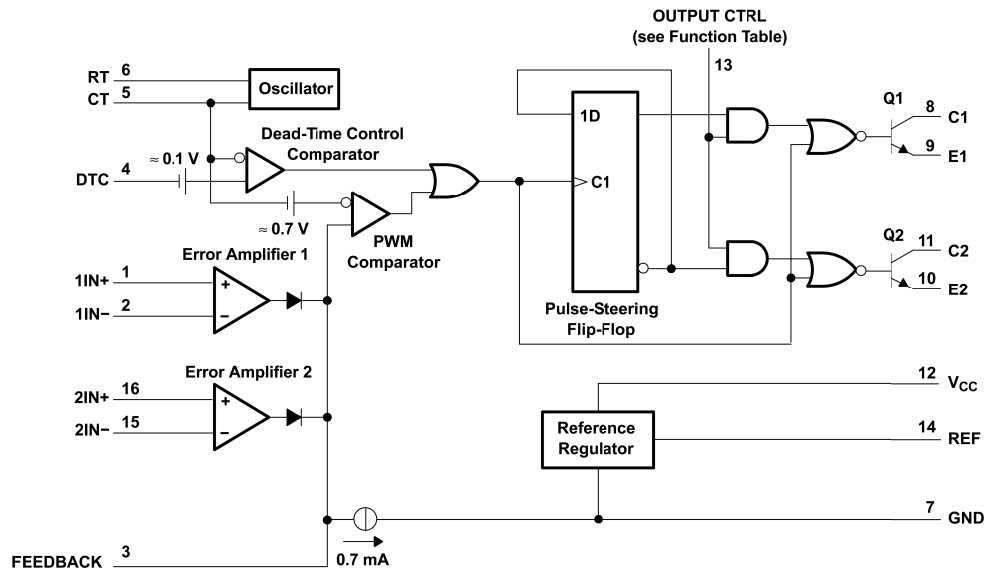 OUTPUT CTRL
(see Function Table)
13
RT 6
CT 5
Oscillator
Dead-Time Control
Comparator
≈ 0.1 V
DTC 4
≈ 0.7 V
PWM
Comparator
1D
C1
Pulse-Steering
Flip-Flop
Q1
8 C1
9 E1
Q2
11 C2
10 E2
Error Amplifier 1
1IN+ 1
+
1IN− 2
−
Error Amplifier 2
2IN+ 16
+
2IN− 15
−
12 VCC
Reference
Regulator
14 REF
7 GND
0.7 mA
FEEDBACK 3